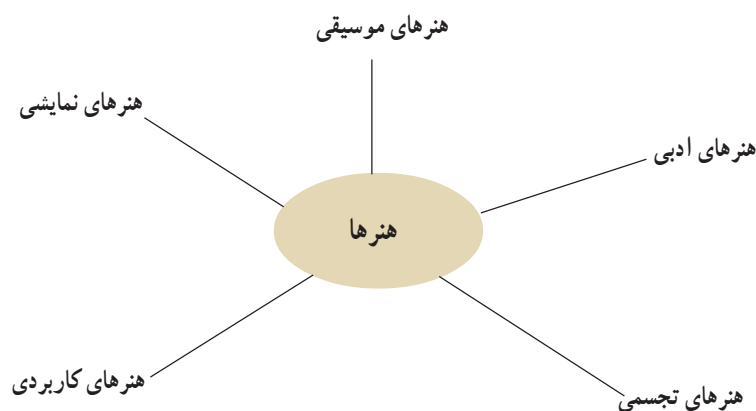 هنرهای موسیقی
هنرهای نمایشی
هنرهای ادبی
هنرها
هنرهای کاربردی
هنرهای تجسمی